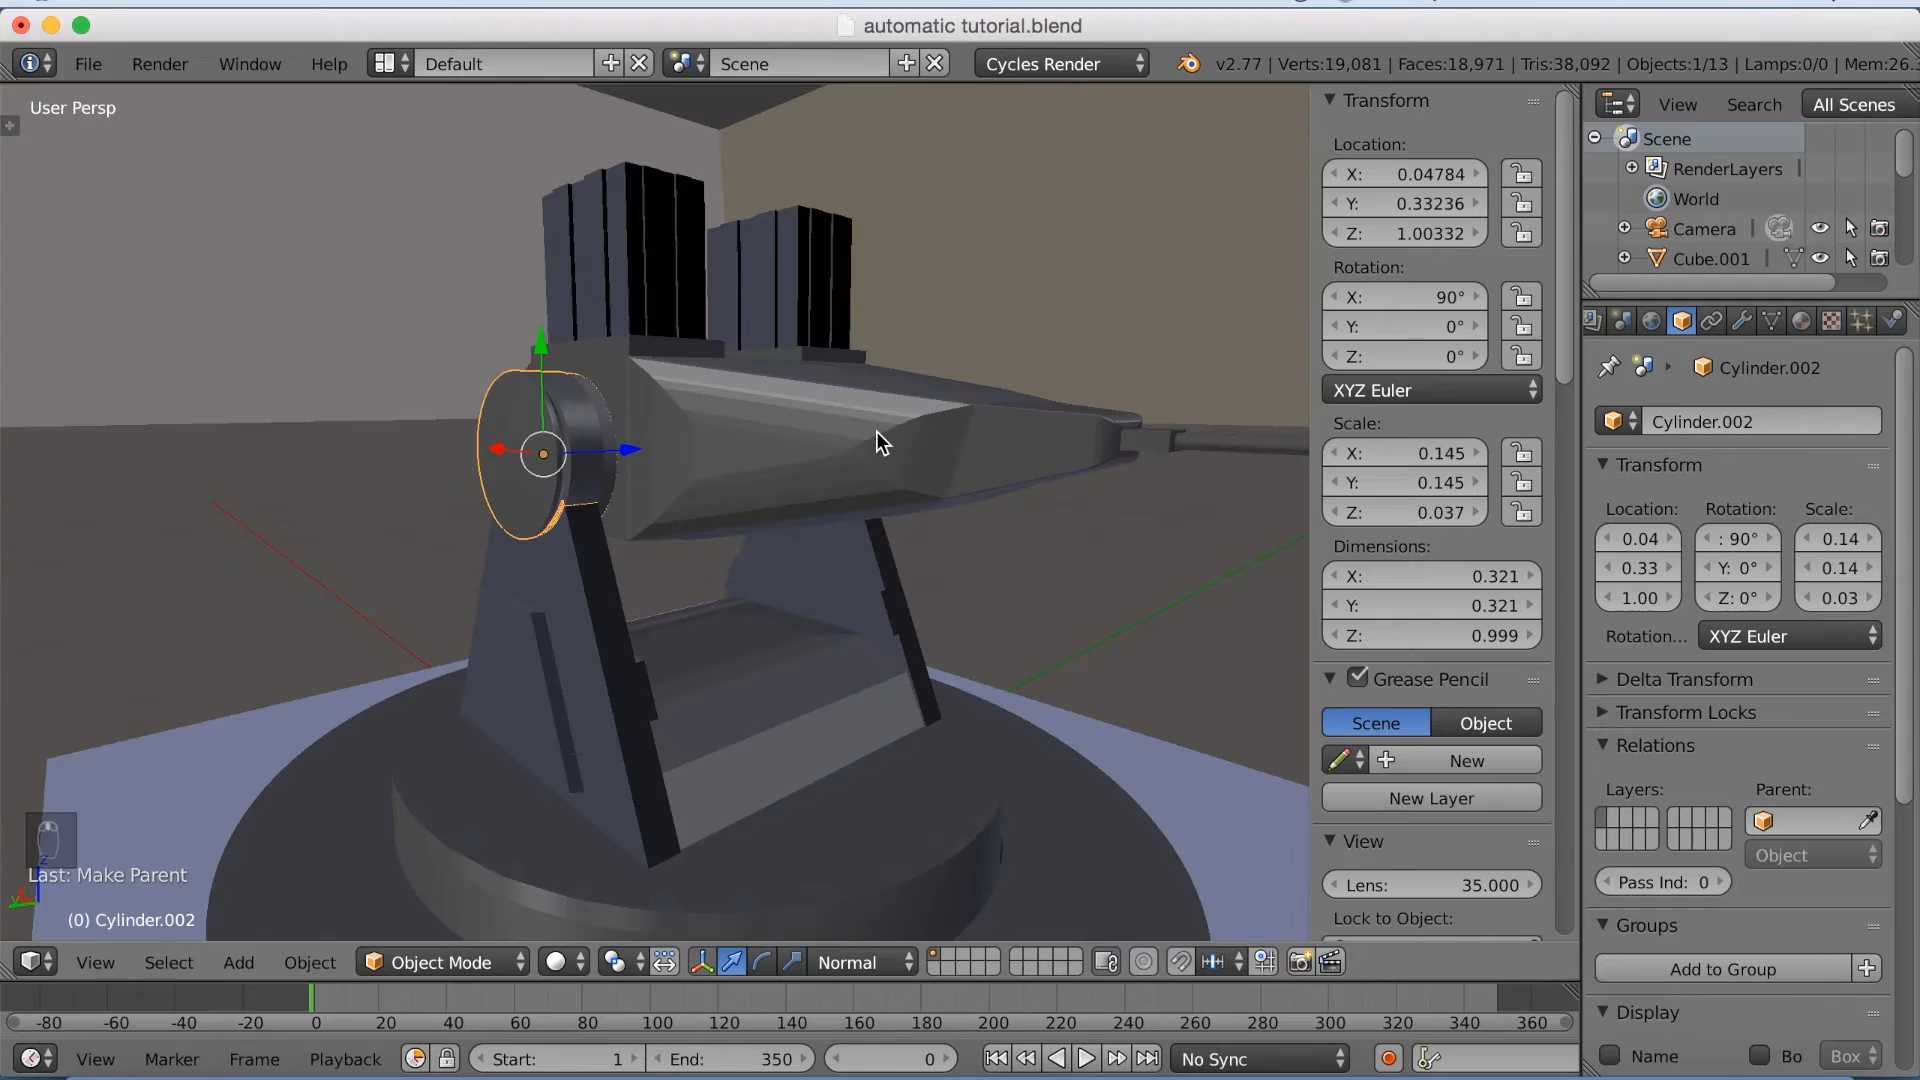 automatic tutorial.blend
File Render Window Help Default Scene Cycles Render v2.77 | Verts:19,081 | Faces:18,971 | Tris:38,092 | Objects:1/13 | Lamps:0/0 | Mem:26.
User Persp
Transform
Location:
X: 0.04784
Y: 0.33236
Z: 1.00332
Rotation:
X: 90°
Y: 0°
Z: 0°
XYZ Euler
Scale:
X: 0.145
Y: 0.145
Z: 0.037
Dimensions:
X: 0.321
Y: 0.321
Z: 0.999
Grease Pencil
Scene Object
New
New Layer
View
Lens: 35.000
Lock to Object:
View Search All Scenes
Scene
RenderLayers
World
Camera
Cube.001
Cylinder.002
Cylinder.002
Transform
Location: Rotation: Scale:
0.04 : 90° 0.14
0.33 Y: 0° 0.14
1.00 Z: 0° 0.03
Rotation... XYZ Euler
Delta Transform
Transform Locks
Relations
Layers: Parent:
Object
Pass Ind: 0
Groups
Add to Group
Display
Name Bo Box
Last: Make Parent
(0) Cylinder.002
View Select Add Object Object Mode Normal
-80 -60 -40 -20 0 20 40 60 80 100 120 140 160 180 200 220 240 260 280 300 320 340 360
View Marker Frame Playback Start: 1 End: 350 0 No Sync